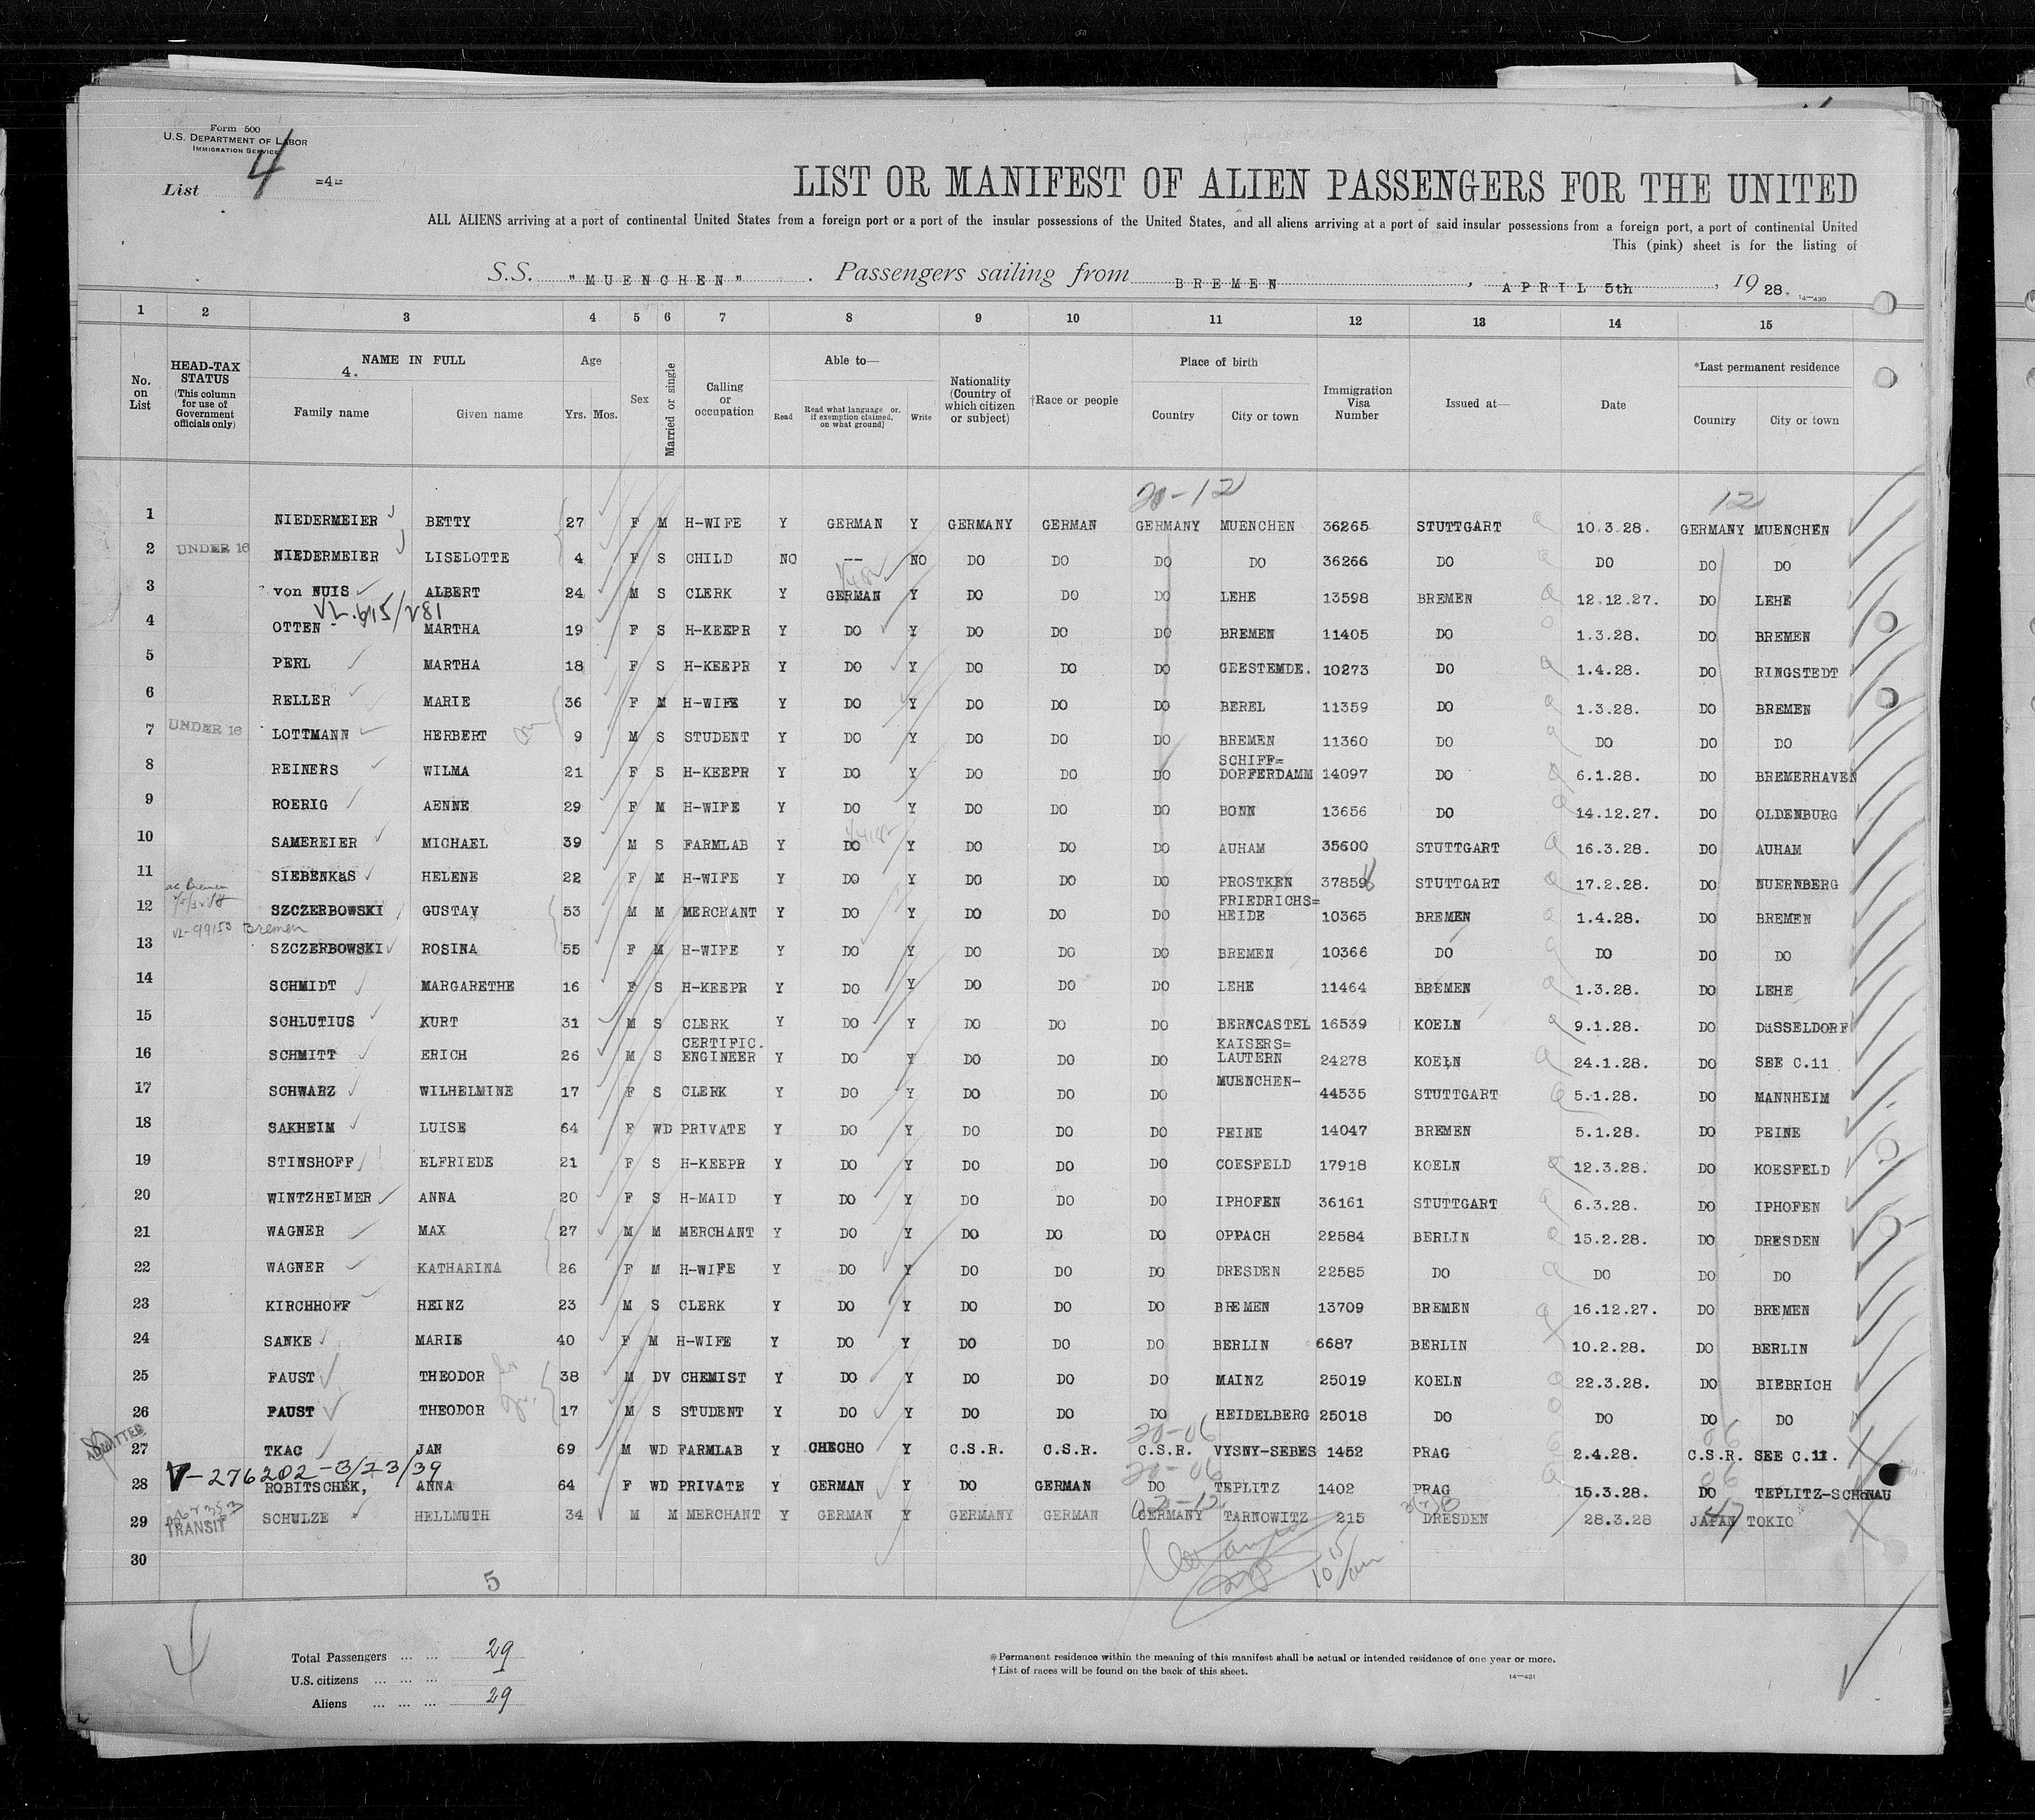 Form 500
U.S. DEPARTMENT OF LABOR
IMMIGRATION SERVICE
List 4 =4=
LIST OR MANIFEST OF ALIEN PASSENGERS FOR THE UNITED
ALL ALIENS arriving at a port of continental United States from a foreign port or a port of the insular possessions of the United States, and all aliens arriving at a port of said insular possessions from a foreign port, a port of continental United
This (pink) sheet is for the listing of
S.S. "MUENCHEN" . Passengers sailing from BREMEN , APRIL 5th , 1928. 14—430
1 2 3 4 5 6 7 8 9 10 11 12 13 14 15
No. on List
HEAD-TAX STATUS (This column for use of Government officials only)
NAME IN FULL 4. Family name Given name
Age Yrs. Mos.
Sex
Married or single
Calling or occupation
Able to— Read Read what language or, if exemption claimed, on what ground] Write
Nationality (Country of which citizen or subject)
†Race or people
Place of birth Country City or town
Immigration Visa Number
Issued at—
Date
*Last permanent residence Country City or town
20-12 12
1 NIEDERMEIER BETTY 27 F M H-WIFE Y GERMAN Y GERMANY GERMAN GERMANY MUENCHEN 36265 STUTTGART 10.3.28. GERMANY MUENCHEN
2 UNDER 16 NIEDERMEIER LISELOTTE 4 F S CHILD NO -- NO DO DO DO DO 36266 DO DO DO DO
3 von NUIS ALBERT 24 M S CLERK Y GERMAN Y DO DO DO LEHE 13598 BREMEN 12.12.27. DO LEHE
4 OTTEN MARTHA 19 F S H-KEEPR Y DO Y DO DO DO BREMEN 11405 DO 1.3.28. DO BREMEN
5 PERL MARTHA 18 F S H-KEEPR Y DO Y DO DO DO GEESTEMDE. 10273 DO 1.4.28. DO RINGSTEDT
6 RELLER MARIE 36 F M H-WIFE Y DO Y DO DO DO BEREL 11359 DO 1.3.28. DO BREMEN
7 UNDER 16 LOTTMANN HERBERT 9 M S STUDENT Y DO Y DO DO DO BREMEN 11360 DO DO DO DO
8 REINERS WILMA 21 F S H-KEEPR Y DO Y DO DO DO SCHIFF= DORFERDAMM 14097 DO 6.1.28. DO BREMERHAVEN
9 ROERIG AENNE 29 F M H-WIFE Y DO Y DO DO DO BONN 13656 DO 14.12.27. DO OLDENBURG
10 SAMEREIER MICHAEL 39 M S FARMLAB Y DO Y DO DO DO AUHAM 35600 STUTTGART 16.3.28. DO AUHAM
11 SIEBENKäS HELENE 22 F M H-WIFE Y DO Y DO DO DO PROSTKEN 37859 STUTTGART 17.2.28. DO NUERNBERG
12 SZCZERBOWSKI GUSTAV 53 M M MERCHANT Y DO Y DO DO DO FRIEDRICHS= HEIDE 10365 BREMEN 1.4.28. DO BREMEN
VL-99153 Bremen
13 SZCZERBOWSKI ROSINA 55 F M H-WIFE Y DO Y DO DO DO BREMEN 10366 DO DO DO DO
14 SCHMIDT MARGARETHE 16 F S H-KEEPR Y DO Y DO DO DO LEHE 11464 BREMEN 1.3.28. DO LEHE
15 SCHLUTIUS KURT 31 M S CLERK Y DO Y DO DO DO BERNCASTEL 16539 KOELN 9.1.28. DO DüSSELDORF
16 SCHMITT ERICH 26 M S CERTIFIC. ENGINEER Y DO Y DO DO DO KAISERS= LAUTERN 24278 KOELN 24.1.28. DO SEE C.11
17 SCHWARZ WILHELMINE 17 F S CLERK Y DO Y DO DO DO MUENCHEN- 44535 STUTTGART 5.1.28. DO MANNHEIM
18 SAKHEIM LUISE 64 F WD PRIVATE Y DO Y DO DO DO PEINE 14047 BREMEN 5.1.28. DO PEINE
19 STINSHOFF ELFRIEDE 21 F S H-KEEPR Y DO Y DO DO DO COESFELD 17918 KOELN 12.3.28. DO KOESFELD
20 WINTZHEIMER ANNA 20 F S H-MAID Y DO Y DO DO DO IPHOFEN 36161 STUTTGART 6.3.28. DO IPHOFEN
21 WAGNER MAX 27 M M MERCHANT Y DO Y DO DO DO OPPACH 22584 BERLIN 15.2.28. DO DRESDEN
22 WAGNER KATHARINA 26 F M H-WIFE Y DO Y DO DO DO DRESDEN 22585 DO DO DO DO
23 KIRCHHOFF HEINZ 23 M S CLERK Y DO Y DO DO DO BREMEN 13709 BREMEN 16.12.27. DO BREMEN
24 SANKE MARIE 40 F M H-WIFE Y DO Y DO DO DO BERLIN 6687 BERLIN 10.2.28. DO BERLIN
25 FAUST THEODOR 38 M DV CHEMIST Y DO Y DO DO DO MAINZ 25019 KOELN 22.3.28. DO BIEBRICH
26 FAUST THEODOR 17 M S STUDENT Y DO Y DO DO DO HEIDELBERG 25018 DO DO DO DO
ADMITTED 20-06 06
27 TKAC JAN 69 M WD FARMLAB Y CHECHO Y C.S.R. C.S.R. C.S.R. VYSNY-SEBES 1452 PRAG 2.4.28. C.S.R. SEE C.11.
V-276202-3/23/39 20-06 06
28 ROBITSCHEK, ANNA 64 F WD PRIVATE Y GERMAN Y DO GERMAN DO TEPLITZ 1402 PRAG 15.3.28. DO TEPLITZ-SCHöNAU
29 TRANSIT SCHULZE HELLMUTH 34 M M MERCHANT Y GERMAN Y GERMANY GERMAN GERMANY TARNOWITZ 215 DRESDEN 28.3.28 JAPAN TOKIO
30
5
Total Passengers ... ... 29
U.S. citizens ... ... ...
Aliens ... ... ... 29
*Permanent residence within the meaning of this manifest shall be actual or intended residence of one year or more.
†List of races will be found on the back of this sheet. 14—431